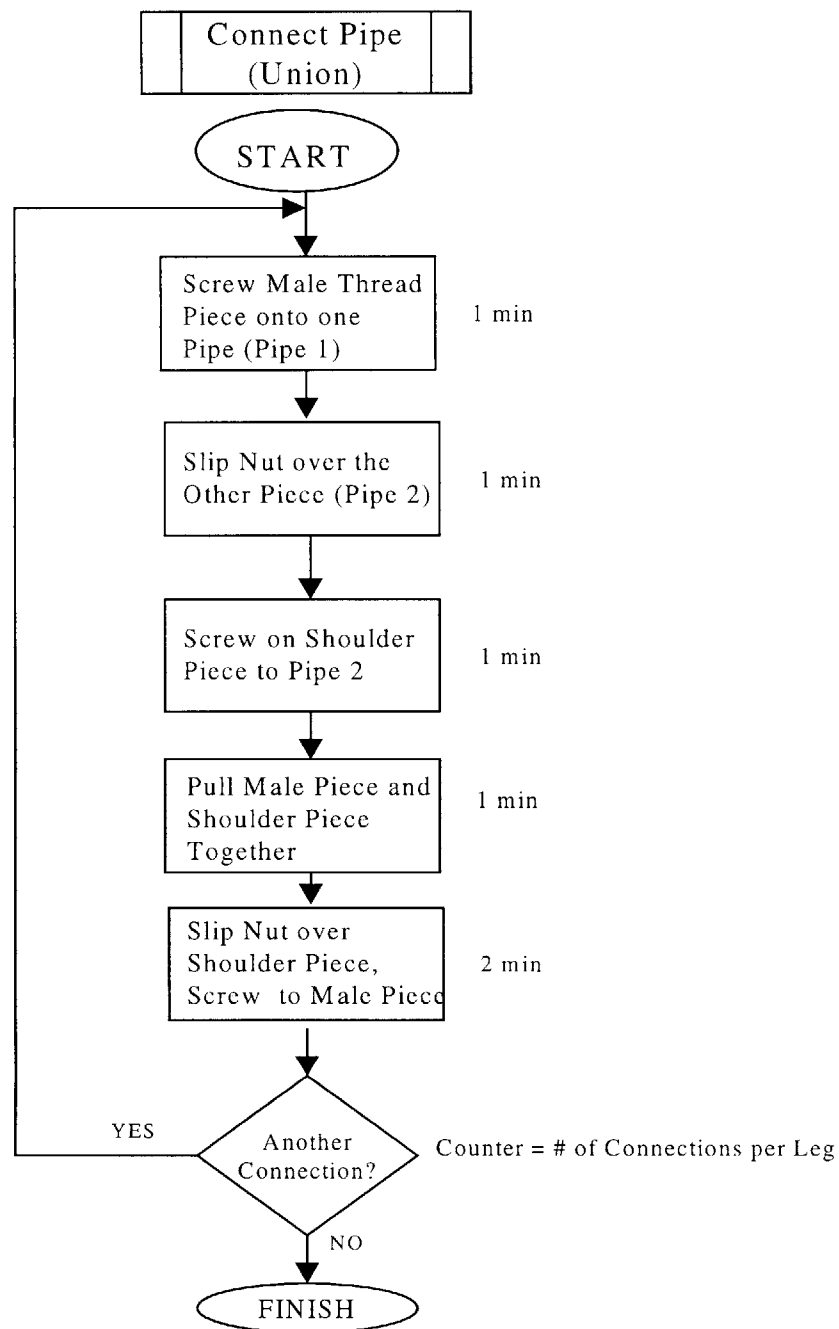 Connect Pipe
(Union)
START
Screw Male Thread
Piece onto one
Pipe (Pipe 1)
1 min
Slip Nut over the
Other Piece (Pipe 2)
1 min
Screw on Shoulder
Piece to Pipe 2
1 min
Pull Male Piece and
Shoulder Piece
Together
1 min
Slip Nut over
Shoulder Piece,
Screw to Male Piece
2 min
YES
Another
Connection?
Counter = # of Connections per Leg
NO
FINISH